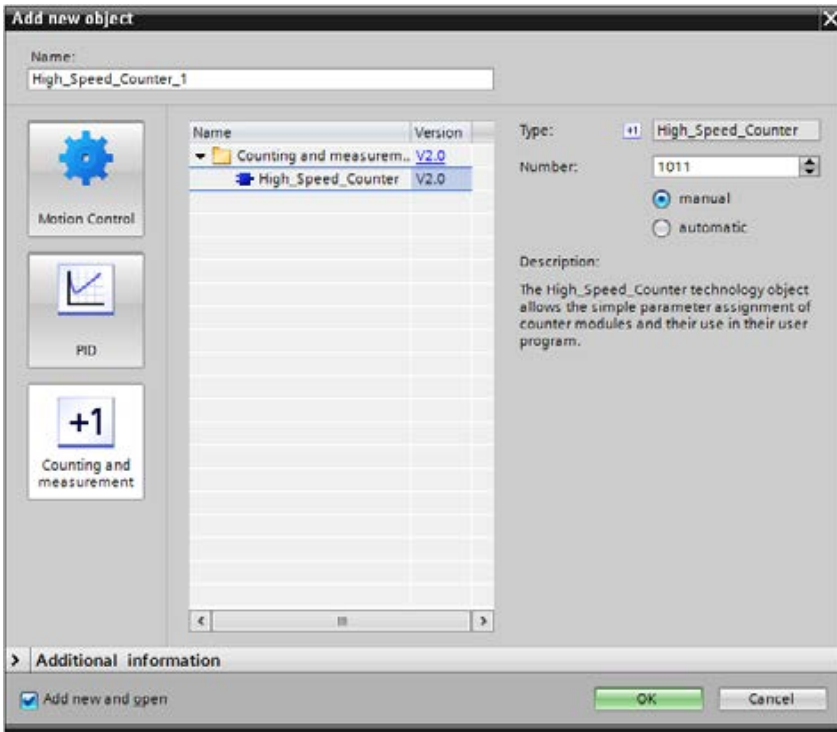 Add new object
Name:
High_Speed_Counter_1
Motion Control
PID
+1
Counting and
measurement
Name Version
Counting and measurem.. V2.0
High_Speed_Counter V2.0
Type: +1 High_Speed_Counter
Number: 1011
manual
automatic
Description:
The High_Speed_Counter technology object
allows the simple parameter assignment of
counter modules and their use in their user
program.
Additional information
Add new and open
OK Cancel